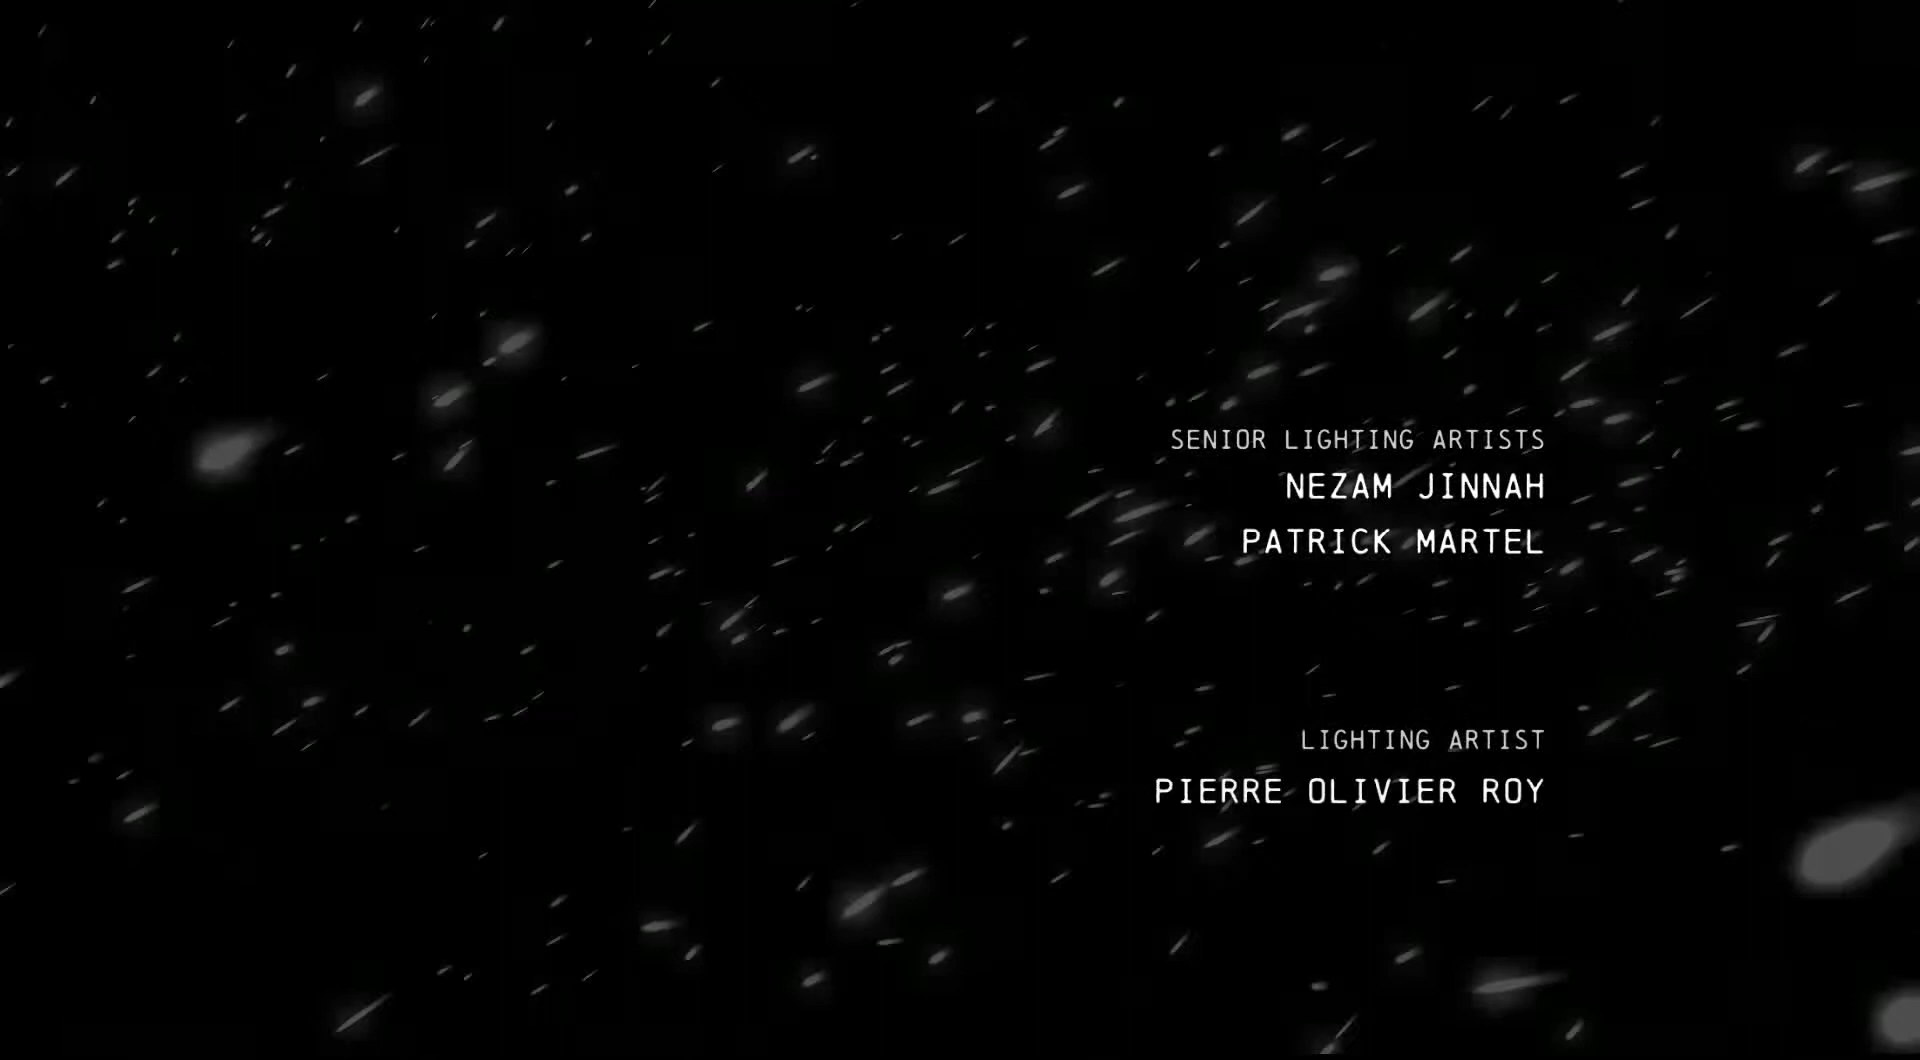 SENIOR LIGHTING ARTISTS
NEZAM JINNAH
PATRICK MARTEL
LIGHTING ARTIST
PIERRE OLIVIER ROY